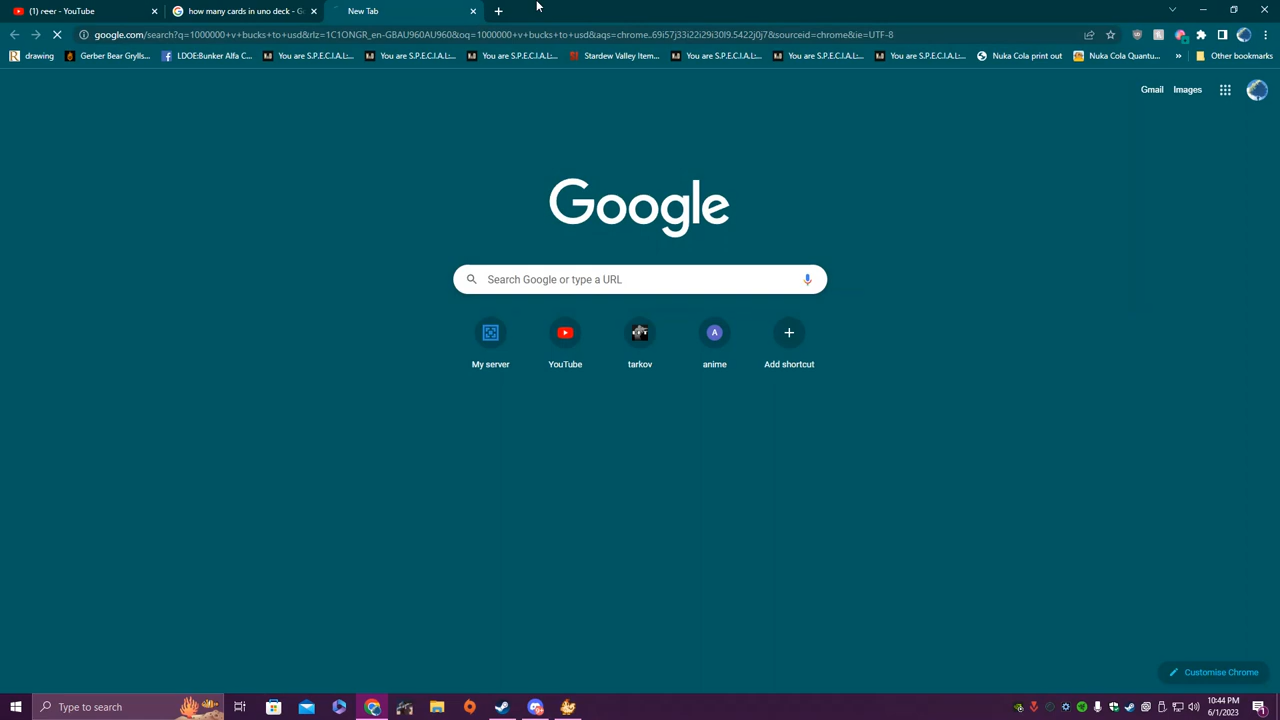 (1) reer - YouTube
how many cards in uno deck - G
New Tab
google.com/search?q=1000000+v+bucks+to+usd&rlz=1C1ONGR_en-GBAU960AU960&oq=1000000+v+bucks+to+usd&aqs=chrome..69i57j33i22i29i30l9.5422j0j7&sourceid=chrome&ie=UTF-8
drawing
Gerber Bear Grylls...
LDOE:Bunker Alfa C...
You are S.P.E.C.I.A.L:...
You are S.P.E.C.I.A.L:...
You are S.P.E.C.I.A.L:...
Stardew Valley Item...
You are S.P.E.C.I.A.L:...
You are S.P.E.C.I.A.L:...
You are S.P.E.C.I.A.L:...
Nuka Cola print out
Nuka Cola Quantu...
»
Other bookmarks
Gmail
Images
Google
Search Google or type a URL
My server
YouTube
tarkov
A
anime
Add shortcut
Customise Chrome
Type to search
10:44 PM
6/1/2023